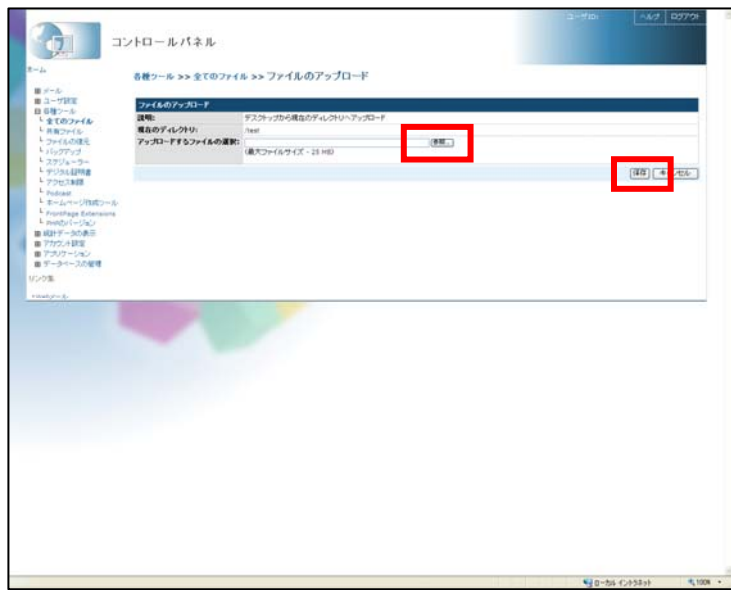 ユーザID:
ヘルプ
ログアウト
コントロールパネル
ホーム
各種ツール >> 全てのファイル >> ファイルのアップロード
メール
ユーザ設定
各種ツール
全てのファイル
共有ファイル
ファイルの復元
バックアップ
スケジューラー
デジタル証明書
アクセス制限
Podcast
ホームページ作成ツール
FrontPage Extensions
PHPのバージョン
統計データの表示
アカウント設定
アプリケーション
データベースの管理
リンク集
ファイルのアップロード
説明:
デスクトップから現在のディレクトリへアップロード
現在のディレクトリ:
/test
アップロードするファイルの選択:
参照...
(最大ファイルサイズ - 25 MB)
保存
キャンセル
ローカル イントラネット
100%